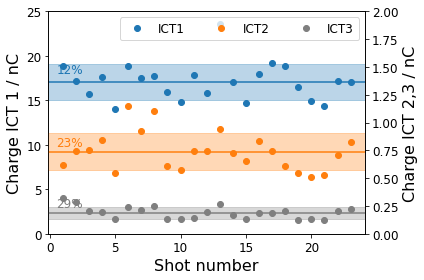 ICT1 ICT2 ICT3
25 2.00
20 1.75
15 1.50
10 1.25
5 1.00
0 0.75
0.50
0.25
0.00
12%
23%
29%
0 5 10 15 20
Shot number
Charge ICT 1 / nC
Charge ICT 2,3 / nC